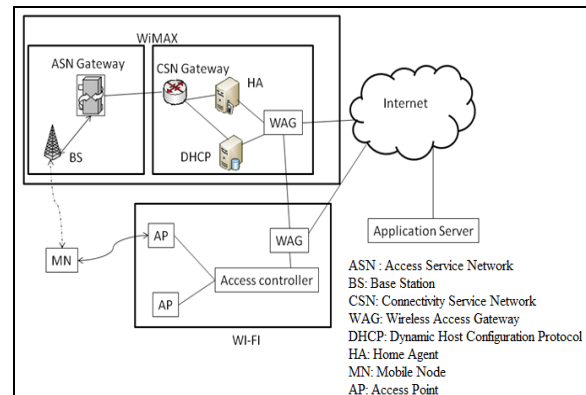 WiMAX
ASN Gateway
CSN Gateway
HA
WAG
Internet
BS
DHCP
MN
AP
WAG
Access controller
AP
WI-FI
Application Server
ASN : Access Service Network
BS: Base Station
CSN: Connectivity Service Network
WAG: Wireless Access Gateway
DHCP: Dynamic Host Configuration Protocol
HA: Home Agent
MN: Mobile Node
AP: Access Point